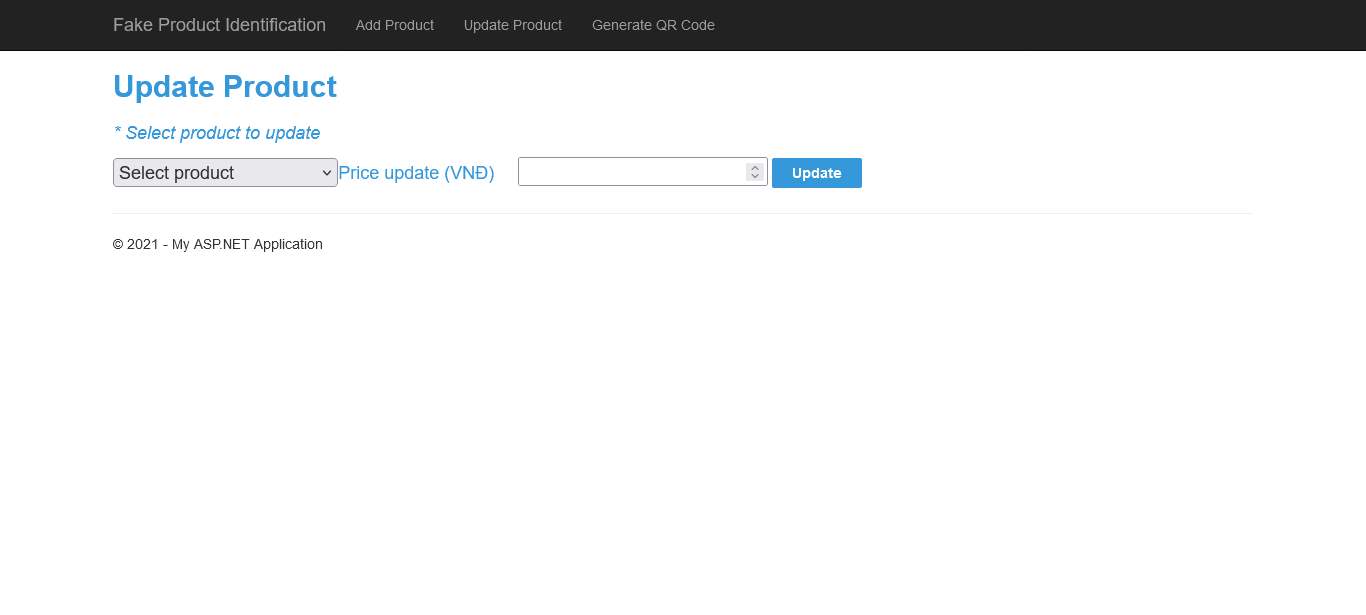 Fake Product Identification Add Product Update Product Generate QR Code
Update Product
* Select product to update
Select product Price update (VNĐ) Update
© 2021 - My ASP.NET Application